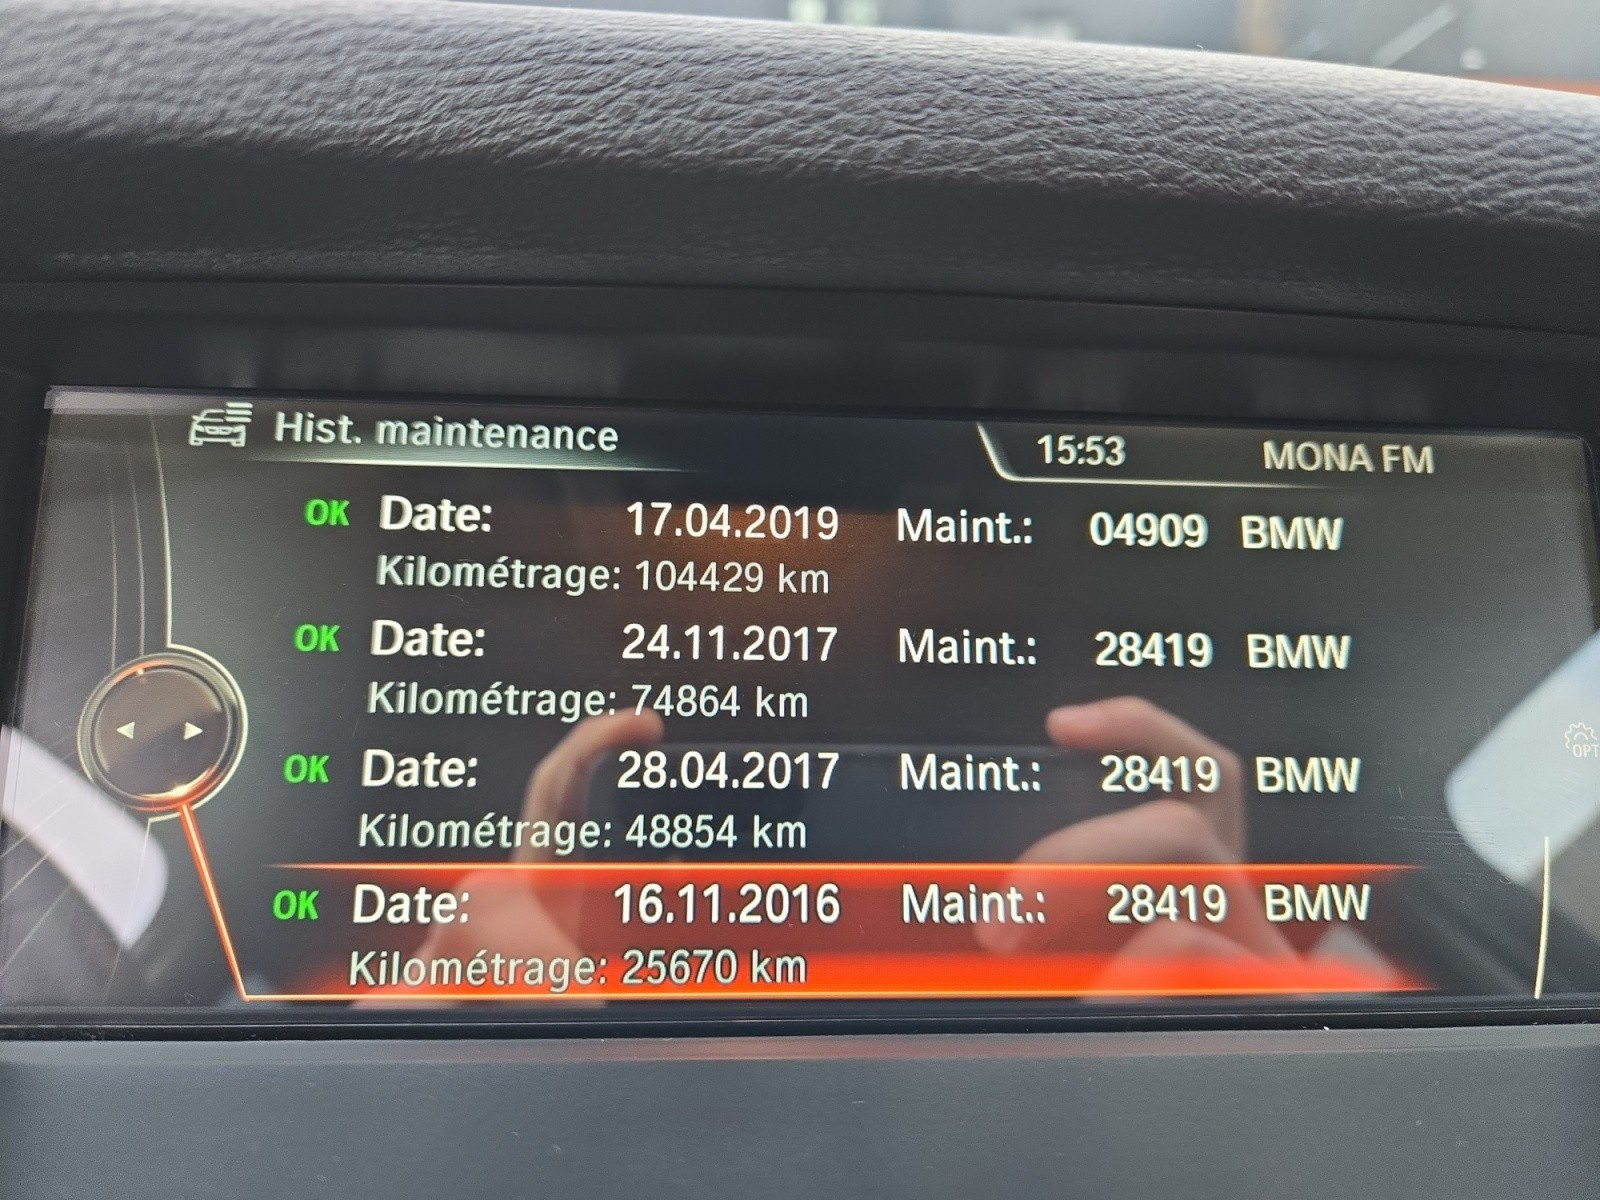 Hist. maintenance 15:53 MONA FM
OK Date: 17.04.2019 Maint.: 04909 BMW
Kilométrage: 104429 km
OK Date: 24.11.2017 Maint.: 28419 BMW
Kilométrage: 74864 km
OPT
OK Date: 28.04.2017 Maint.: 28419 BMW
Kilométrage: 48854 km
OK Date: 16.11.2016 Maint.: 28419 BMW
Kilométrage: 25670 km